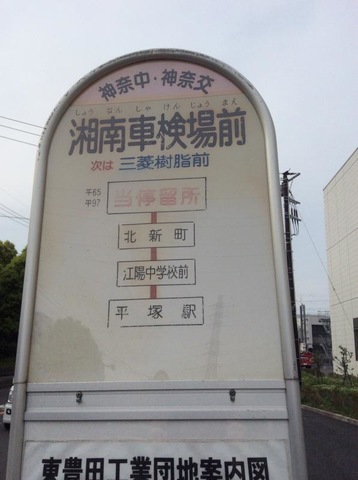 神奈中・神奈交
しょうなんしゃけんじょうまえ
湘南車検場前
次は 三菱樹脂前
平65
平97
当停留所
北新町
江陽中学校前
平塚駅
東豊田工業団地案内図